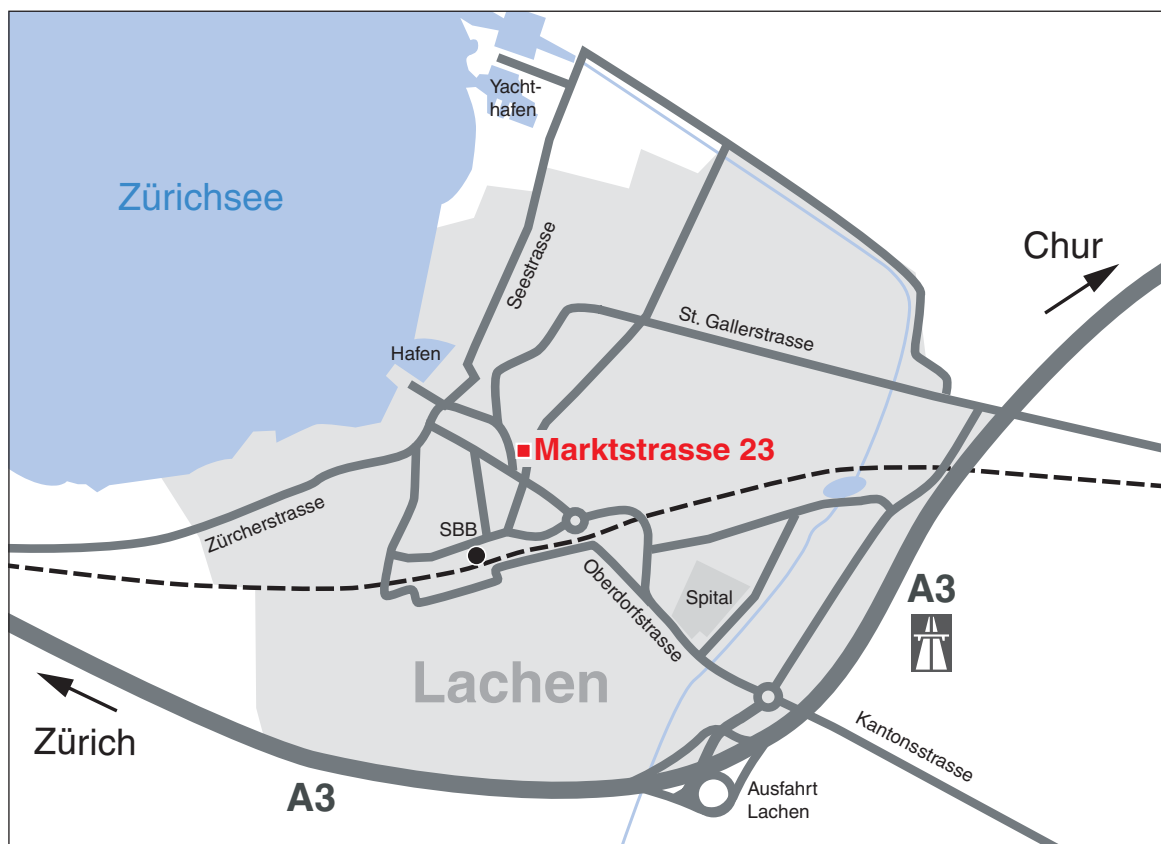 Yacht-
hafen
Zürichsee
Chur
Seestrasse
St. Gallerstrasse
Hafen
Marktstrasse 23
Zürcherstrasse
SBB
Oberdorfstrasse
Spital
A3
Lachen
Zürich
Kantonsstrasse
A3
Ausfahrt
Lachen